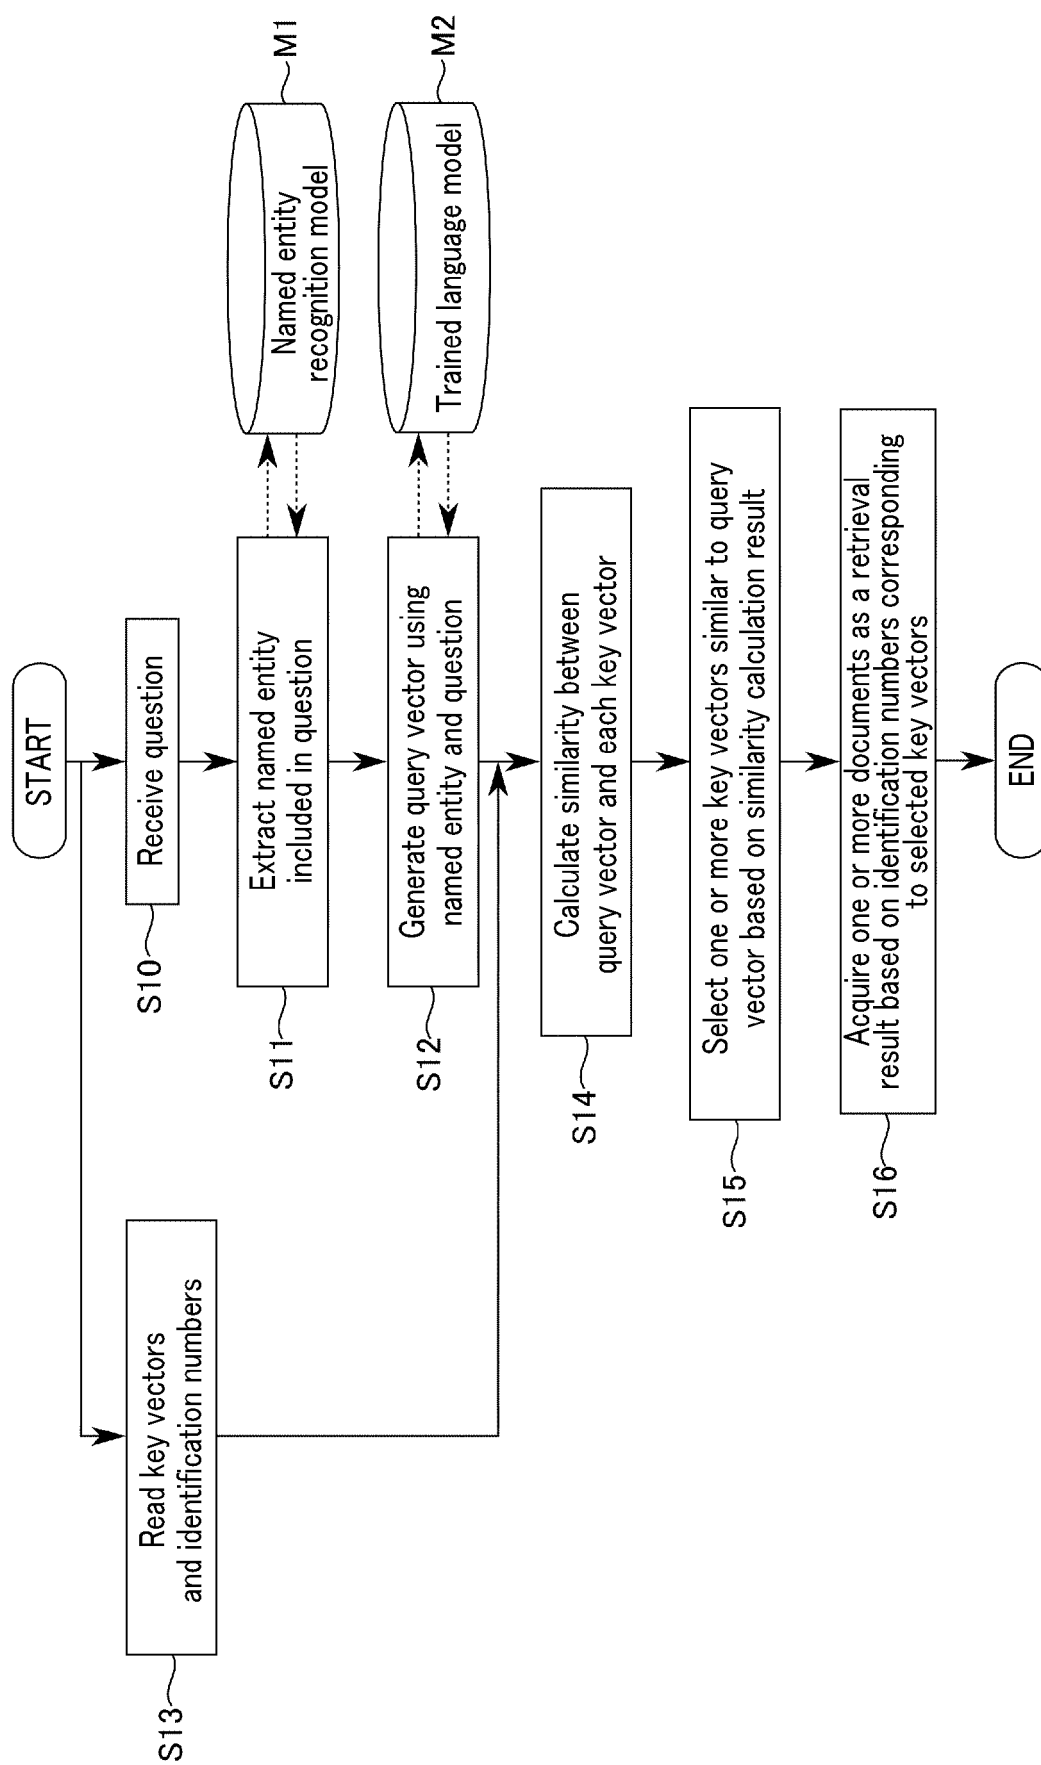 START
Receive question
S10
Extract named entity
included in question
S11
Named entity
recognition model
M1
Generate query vector using
named entity and question
S12
Trained language model
M2
Read key vectors
and identification numbers
S13
Calculate similarity between
query vector and each key vector
S14
Select one or more key vectors similar to query
vector based on similarity calculation result
S15
Acquire one or more documents as a retrieval
result based on identification numbers corresponding
to selected key vectors
S16
END